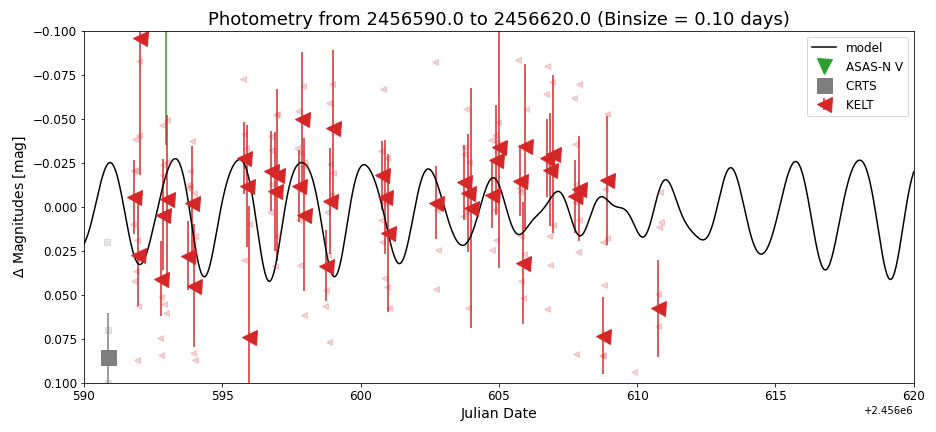 Photometry from 2456590.0 to 2456620.0 (Binsize = 0.10 days)
Δ Magnitudes [mag]
−0.100
−0.075
−0.050
−0.025
0.000
0.025
0.050
0.075
0.100
model
ASAS-N V
CRTS
KELT
590
595
600
605
610
615
620
Julian Date
+2.456e6